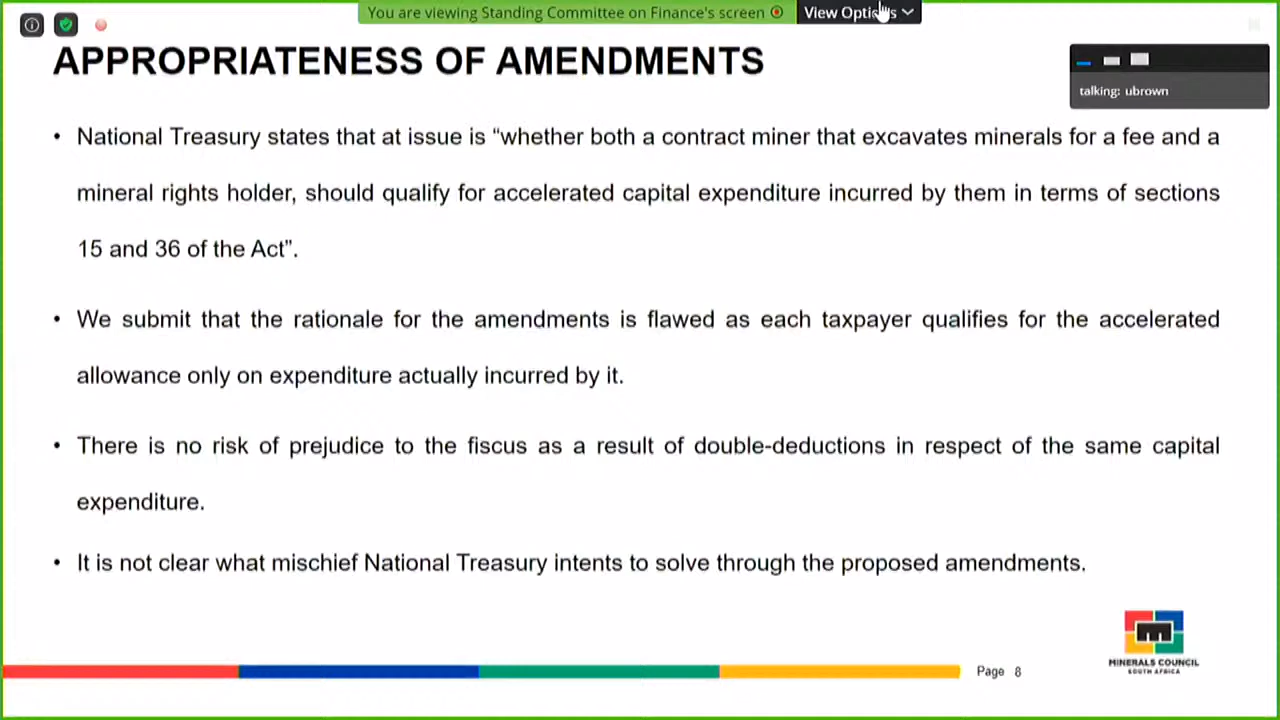 You are viewing Standing Committee on Finance's screen
View Options
APPROPRIATENESS OF AMENDMENTS
talking: ubrown
• National Treasury states that at issue is “whether both a contract miner that excavates minerals for a fee and a
mineral rights holder, should qualify for accelerated capital expenditure incurred by them in terms of sections
15 and 36 of the Act”.
• We submit that the rationale for the amendments is flawed as each taxpayer qualifies for the accelerated
allowance only on expenditure actually incurred by it.
• There is no risk of prejudice to the fiscus as a result of double-deductions in respect of the same capital
expenditure.
• It is not clear what mischief National Treasury intents to solve through the proposed amendments.
MINERALS COUNCIL
SOUTH AFRICA
Page 8